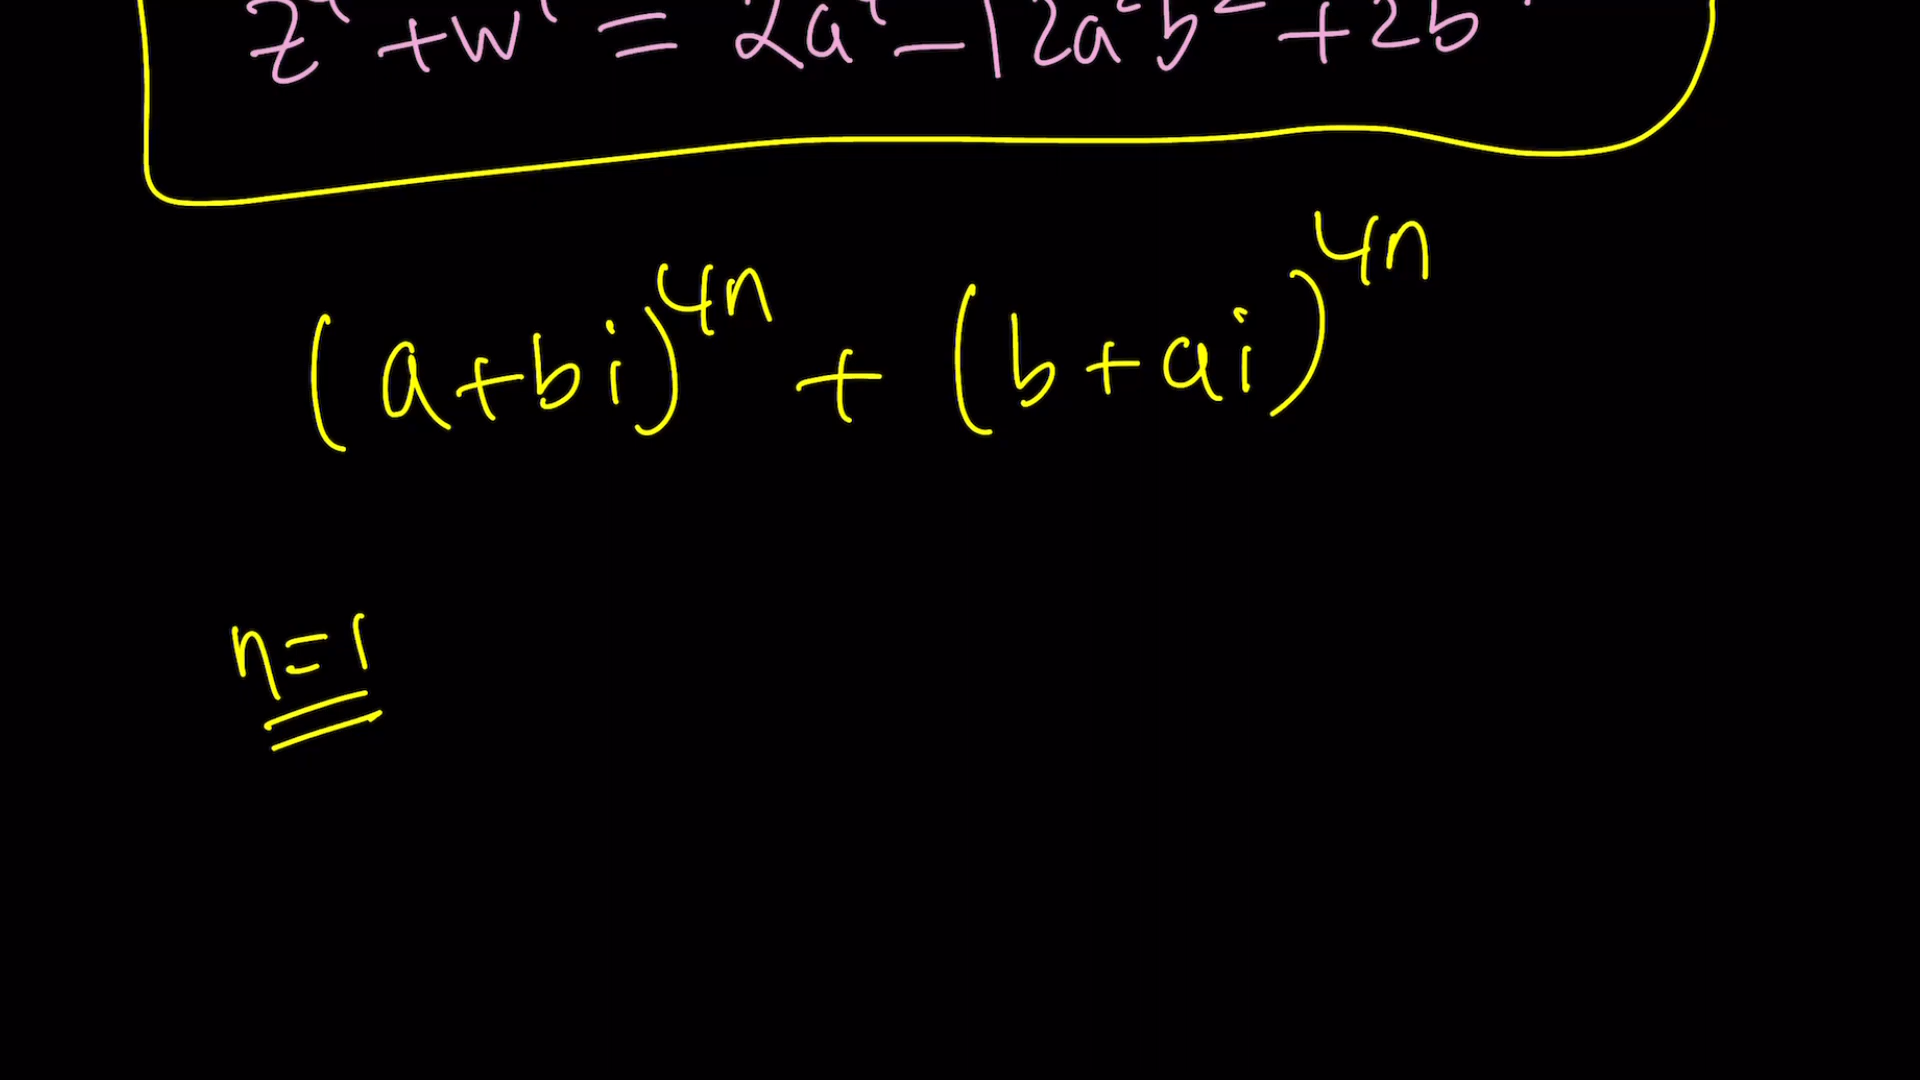 z⁴ + w⁴ = 2a⁴ − 12a²b² + 2b⁴
(a+bi)⁴ⁿ + (b+ai)⁴ⁿ
n=1